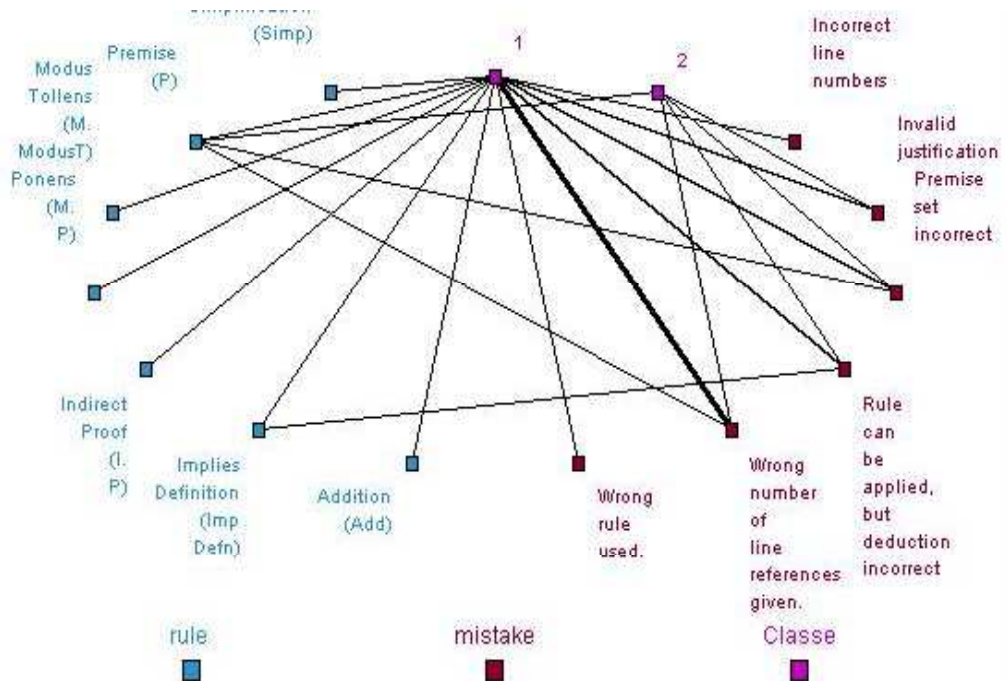 (Simp)
Premise
(P)
Modus
Tollens
(M.
ModusT)
Ponens
(M.
P)
1
2
Incorrect
line
numbers
Invalid
justification
Premise
set
incorrect
Indirect
Proof
(I.
P)
Implies
Definition
(Imp
Defn)
Addition
(Add)
Wrong
rule
used.
Wrong
number
of
line
references
given.
Rule
can
be
applied,
but
deduction
incorrect
rule
mistake
Classe